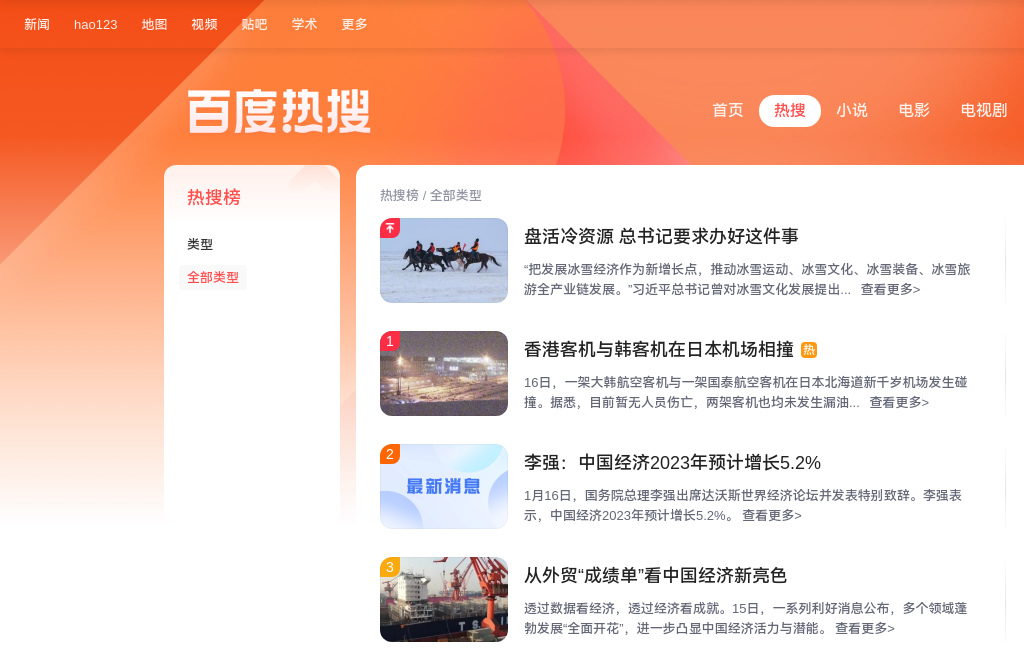 新闻 hao123 地图 视频 贴吧 学术 更多
百度热搜
首页 热搜 小说 电影 电视剧
热搜榜
类型
全部类型
热搜榜 / 全部类型
盘活冷资源 总书记要求办好这件事
“把发展冰雪经济作为新增长点，推动冰雪运动、冰雪文化、冰雪装备、冰雪旅
游全产业链发展。”习近平总书记曾对冰雪文化发展提出... 查看更多>
1
香港客机与韩客机在日本机场相撞 热
16日，一架大韩航空客机与一架国泰航空客机在日本北海道新千岁机场发生碰
撞。据悉，目前暂无人员伤亡，两架客机也均未发生漏油... 查看更多>
2
最新消息
李强：中国经济2023年预计增长5.2%
1月16日，国务院总理李强出席达沃斯世界经济论坛并发表特别致辞。李强表
示，中国经济2023年预计增长5.2%。 查看更多>
3
从外贸“成绩单”看中国经济新亮色
透过数据看经济，透过经济看成就。15日，一系列利好消息公布，多个领域蓬
勃发展“全面开花”，进一步凸显中国经济活力与潜能。 查看更多>